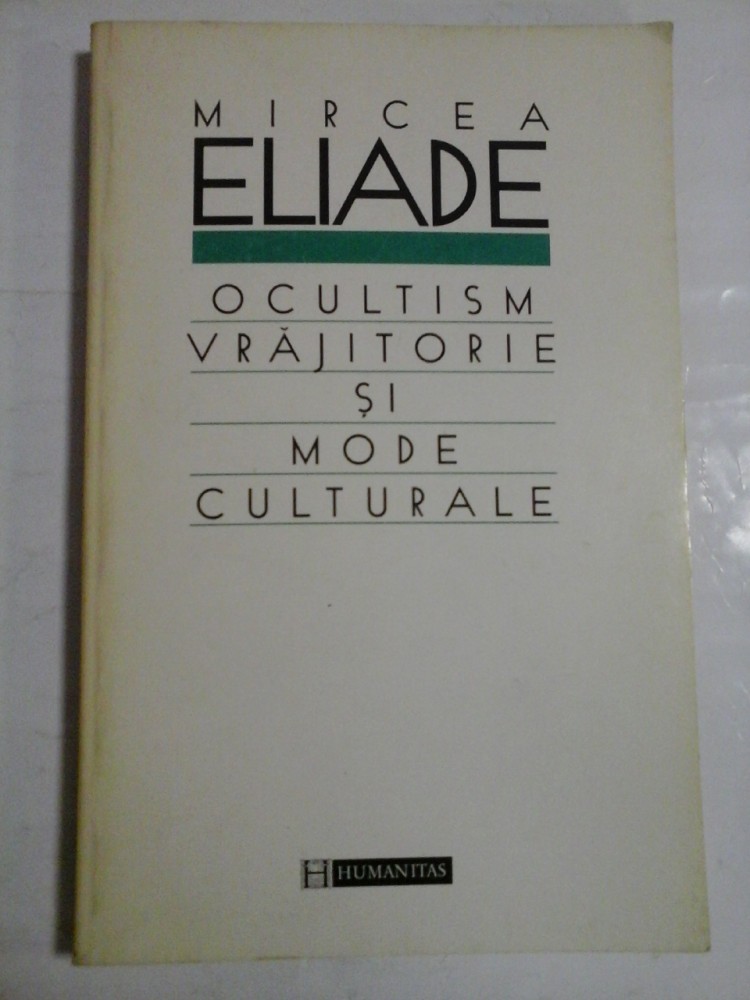 MIRCEA
ELIADE
OCULTISM
VRĂJITORIE
ȘI
MODE
CULTURALE
H HUMANITAS